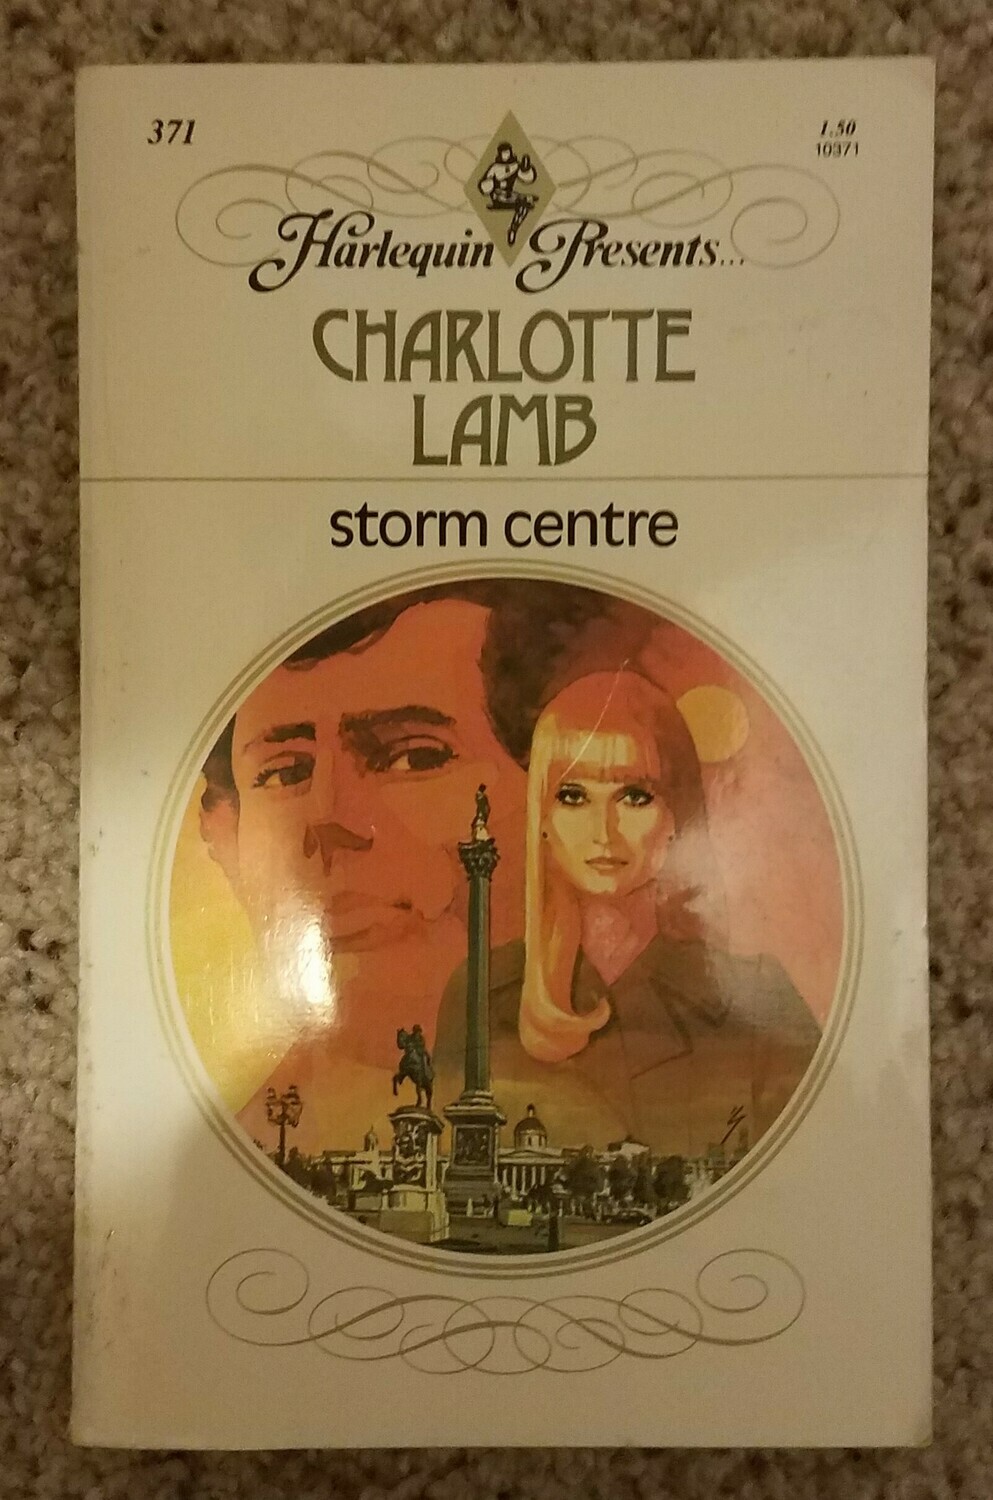 371
1.50
10371
Harlequin Presents...
CHARLOTTE
LAMB
storm centre